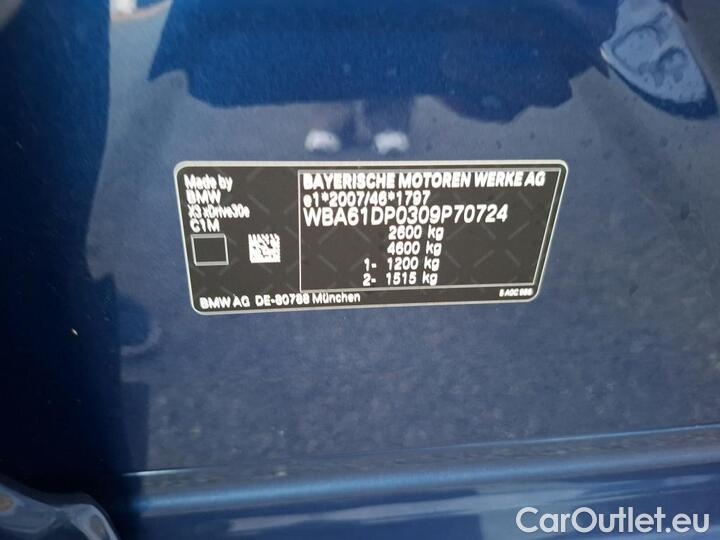 Made by
BMW
X3 xDrive30e
C1M
BAYERISCHE MOTOREN WERKE AG
e1*2007/46*1797
WBA61DP0309P70724
2600 kg
4600 kg
1- 1200 kg
2- 1515 kg
BMW AG DE-80788 München
CarOutlet.eu